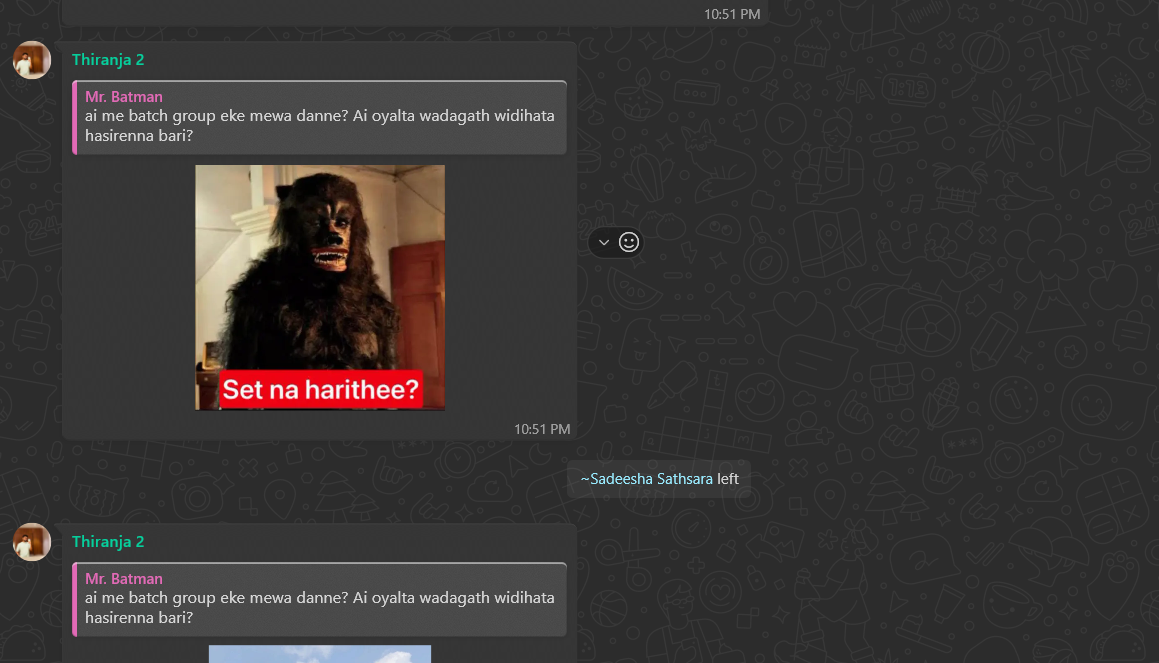 10:51 PM
Thiranja 2
Mr. Batman
ai me batch group eke mewa danne? Ai oyalta wadagath widihata
hasirenna bari?
Set na harithee?
10:51 PM
~Sadeesha Sathsara left
Thiranja 2
Mr. Batman
ai me batch group eke mewa danne? Ai oyalta wadagath widihata
hasirenna bari?